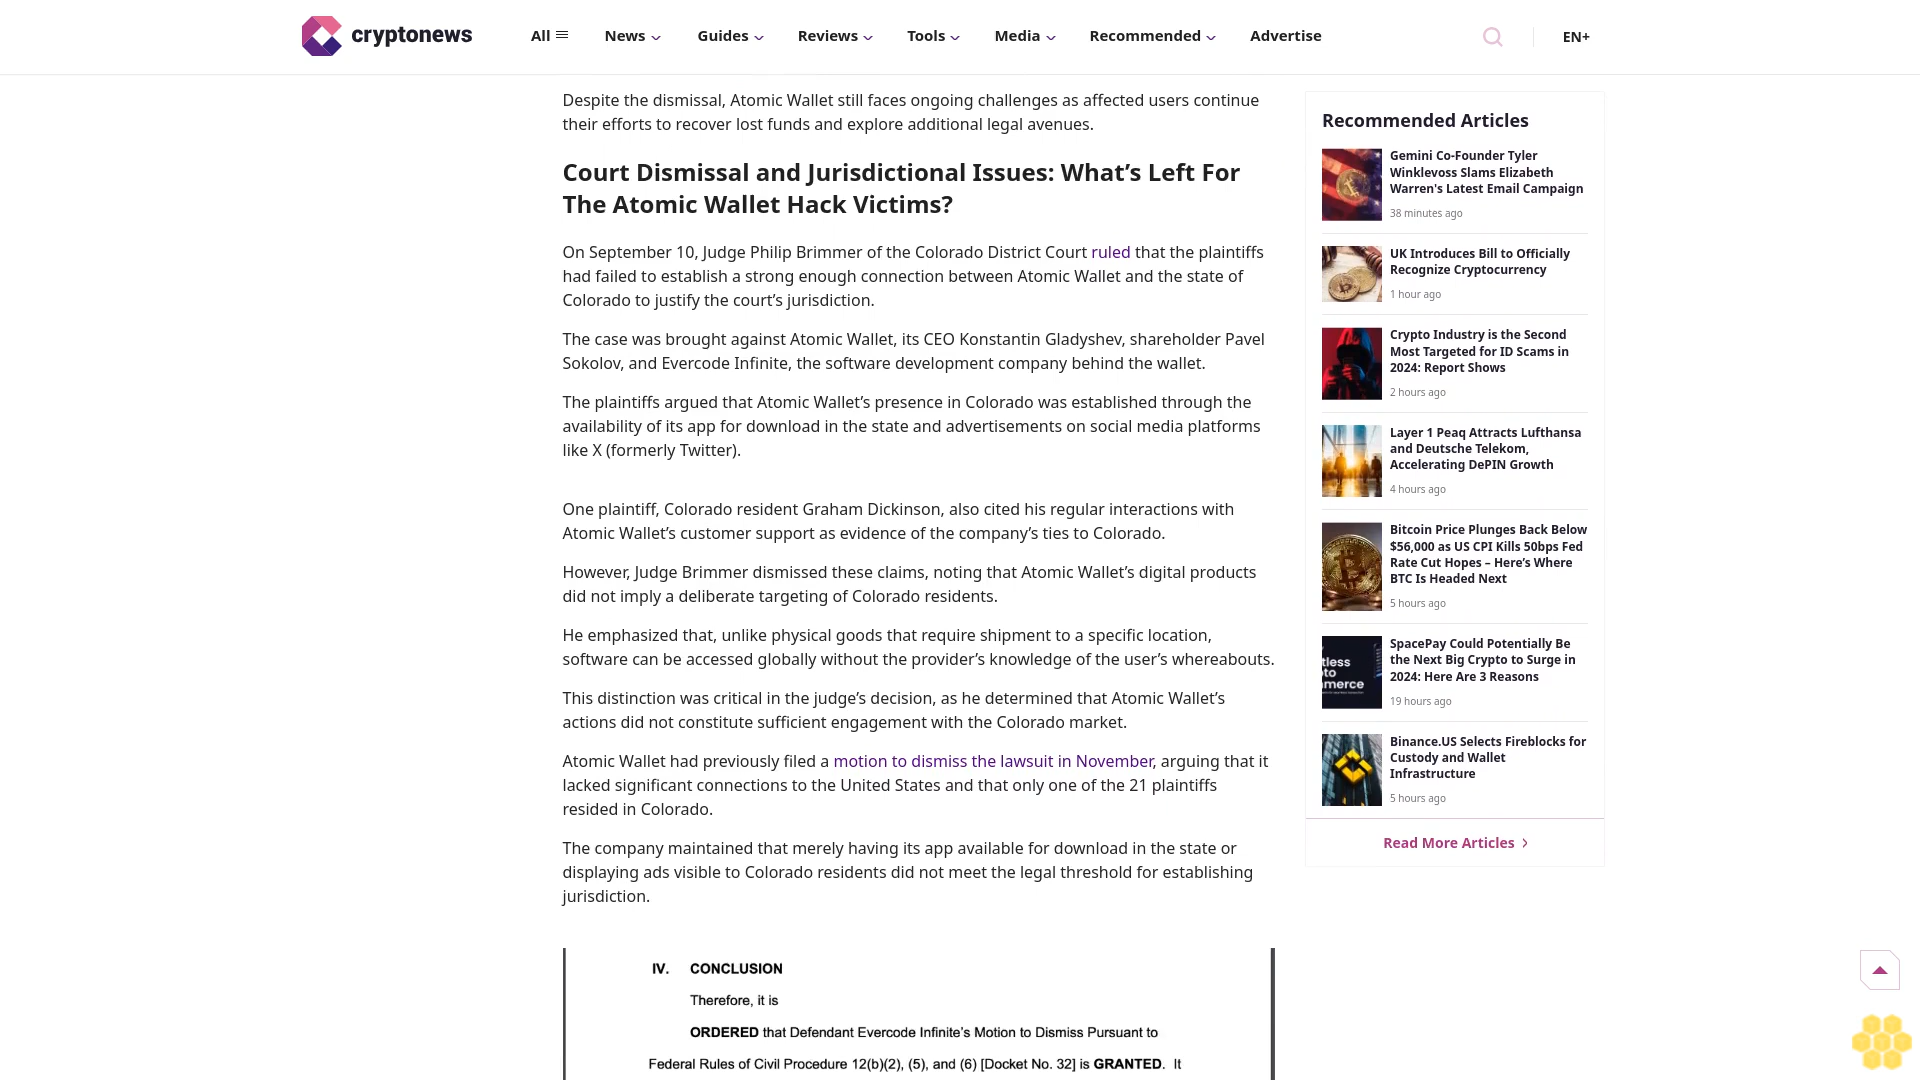 cryptonews
All
News
Guides
Reviews
Tools
Media
Recommended
Advertise
EN+
Despite the dismissal, Atomic Wallet still faces ongoing challenges as affected users continue
their efforts to recover lost funds and explore additional legal avenues.
Court Dismissal and Jurisdictional Issues: What’s Left For
The Atomic Wallet Hack Victims?
On September 10, Judge Philip Brimmer of the Colorado District Court ruled that the plaintiffs
had failed to establish a strong enough connection between Atomic Wallet and the state of
Colorado to justify the court’s jurisdiction.
The case was brought against Atomic Wallet, its CEO Konstantin Gladyshev, shareholder Pavel
Sokolov, and Evercode Infinite, the software development company behind the wallet.
The plaintiffs argued that Atomic Wallet’s presence in Colorado was established through the
availability of its app for download in the state and advertisements on social media platforms
like X (formerly Twitter).
One plaintiff, Colorado resident Graham Dickinson, also cited his regular interactions with
Atomic Wallet’s customer support as evidence of the company’s ties to Colorado.
However, Judge Brimmer dismissed these claims, noting that Atomic Wallet’s digital products
did not imply a deliberate targeting of Colorado residents.
He emphasized that, unlike physical goods that require shipment to a specific location,
software can be accessed globally without the provider’s knowledge of the user’s whereabouts.
This distinction was critical in the judge’s decision, as he determined that Atomic Wallet’s
actions did not constitute sufficient engagement with the Colorado market.
Atomic Wallet had previously filed a motion to dismiss the lawsuit in November, arguing that it
lacked significant connections to the United States and that only one of the 21 plaintiffs
resided in Colorado.
The company maintained that merely having its app available for download in the state or
displaying ads visible to Colorado residents did not meet the legal threshold for establishing
jurisdiction.
IV. CONCLUSION
Therefore, it is
ORDERED that Defendant Evercode Infinite’s Motion to Dismiss Pursuant to
Federal Rules of Civil Procedure 12(b)(2), (5), and (6) [Docket No. 32] is GRANTED. It
Recommended Articles
Gemini Co-Founder Tyler
Winklevoss Slams Elizabeth
Warren's Latest Email Campaign
38 minutes ago
UK Introduces Bill to Officially
Recognize Cryptocurrency
1 hour ago
Crypto Industry is the Second
Most Targeted for ID Scams in
2024: Report Shows
2 hours ago
Layer 1 Peaq Attracts Lufthansa
and Deutsche Telekom,
Accelerating DePIN Growth
4 hours ago
Bitcoin Price Plunges Back Below
$56,000 as US CPI Kills 50bps Fed
Rate Cut Hopes – Here’s Where
BTC Is Headed Next
5 hours ago
SpacePay Could Potentially Be
the Next Big Crypto to Surge in
2024: Here Are 3 Reasons
19 hours ago
Binance.US Selects Fireblocks for
Custody and Wallet
Infrastructure
5 hours ago
Read More Articles